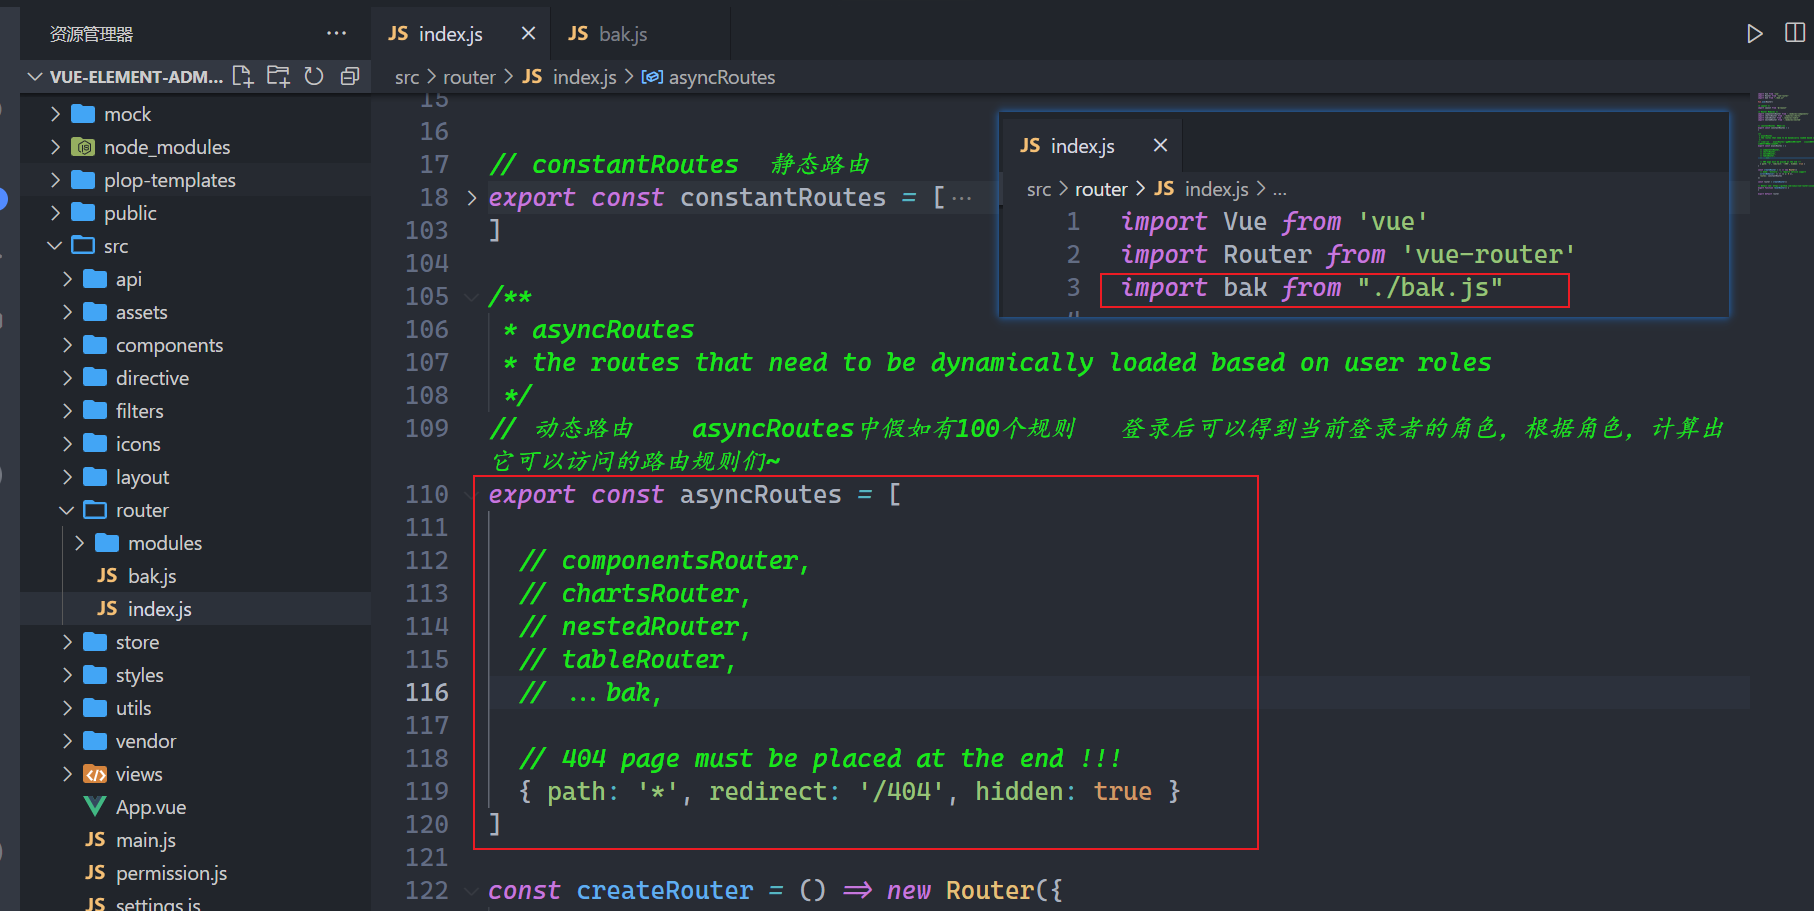 资源管理器 ···
JS index.js ×
JS bak.js
VUE-ELEMENT-ADM...
src > router > JS index.js > asyncRoutes
mock
node_modules
plop-templates
public
src
api
assets
components
directive
filters
icons
layout
router
modules
JS bak.js
JS index.js
store
styles
utils
vendor
views
App.vue
JS main.js
JS permission.js
JS settings.js
15
16
17 // constantRoutes 静态路由
18 export const constantRoutes = [···
103 ]
104
105 /**
106 * asyncRoutes
107 * the routes that need to be dynamically loaded based on user roles
108 */
109 // 动态路由 asyncRoutes中假如有100个规则 登录后可以得到当前登录者的角色，根据角色，计算出
它可以访问的路由规则们~
110 export const asyncRoutes = [
111
112 // componentsRouter,
113 // chartsRouter,
114 // nestedRouter,
115 // tableRouter,
116 // ...bak,
117
118 // 404 page must be placed at the end !!!
119 { path: '*', redirect: '/404', hidden: true }
120 ]
121
122 const createRouter = () => new Router({
JS index.js ×
src > router > JS index.js > ...
1 import Vue from 'vue'
2 import Router from 'vue-router'
3 import bak from "./bak.js"